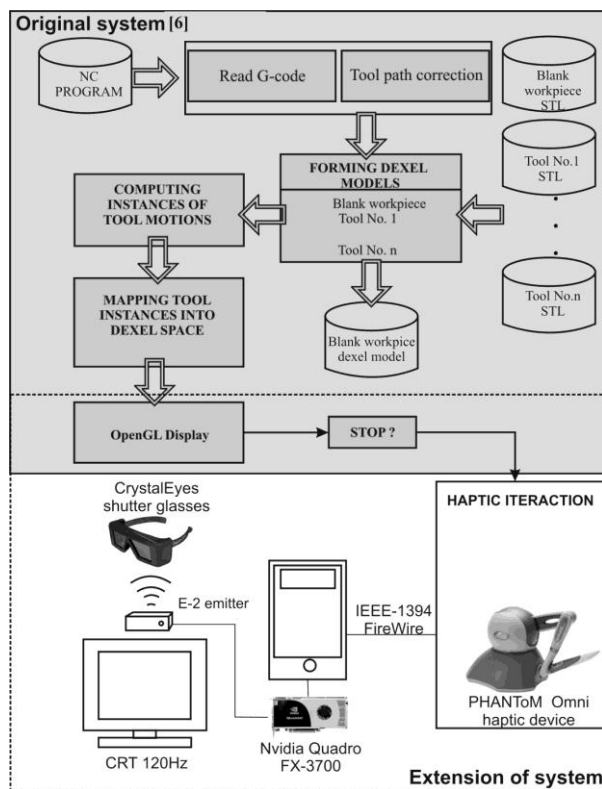 Original system [6]
NC
PROGRAM
Read G-code
Tool path correction
Blank
workpiece
STL
Tool No.1
STL
.
.
.
Tool No.n
STL
FORMING DEXEL
MODELS
Blank workpiece
Tool No. 1
Tool No. n
COMPUTING
INSTANCES OF
TOOL MOTIONS
MAPPING TOOL
INSTANCES INTO
DEXEL SPACE
Blank workpice
dexel model
OpenGL Display
STOP ?
CrystalEyes
shutter glasses
E-2 emitter
CRT 120Hz
Nvidia Quadro
FX-3700
IEEE-1394
FireWire
HAPTIC ITERACTION
PHANToM Omni
haptic device
Extension of system